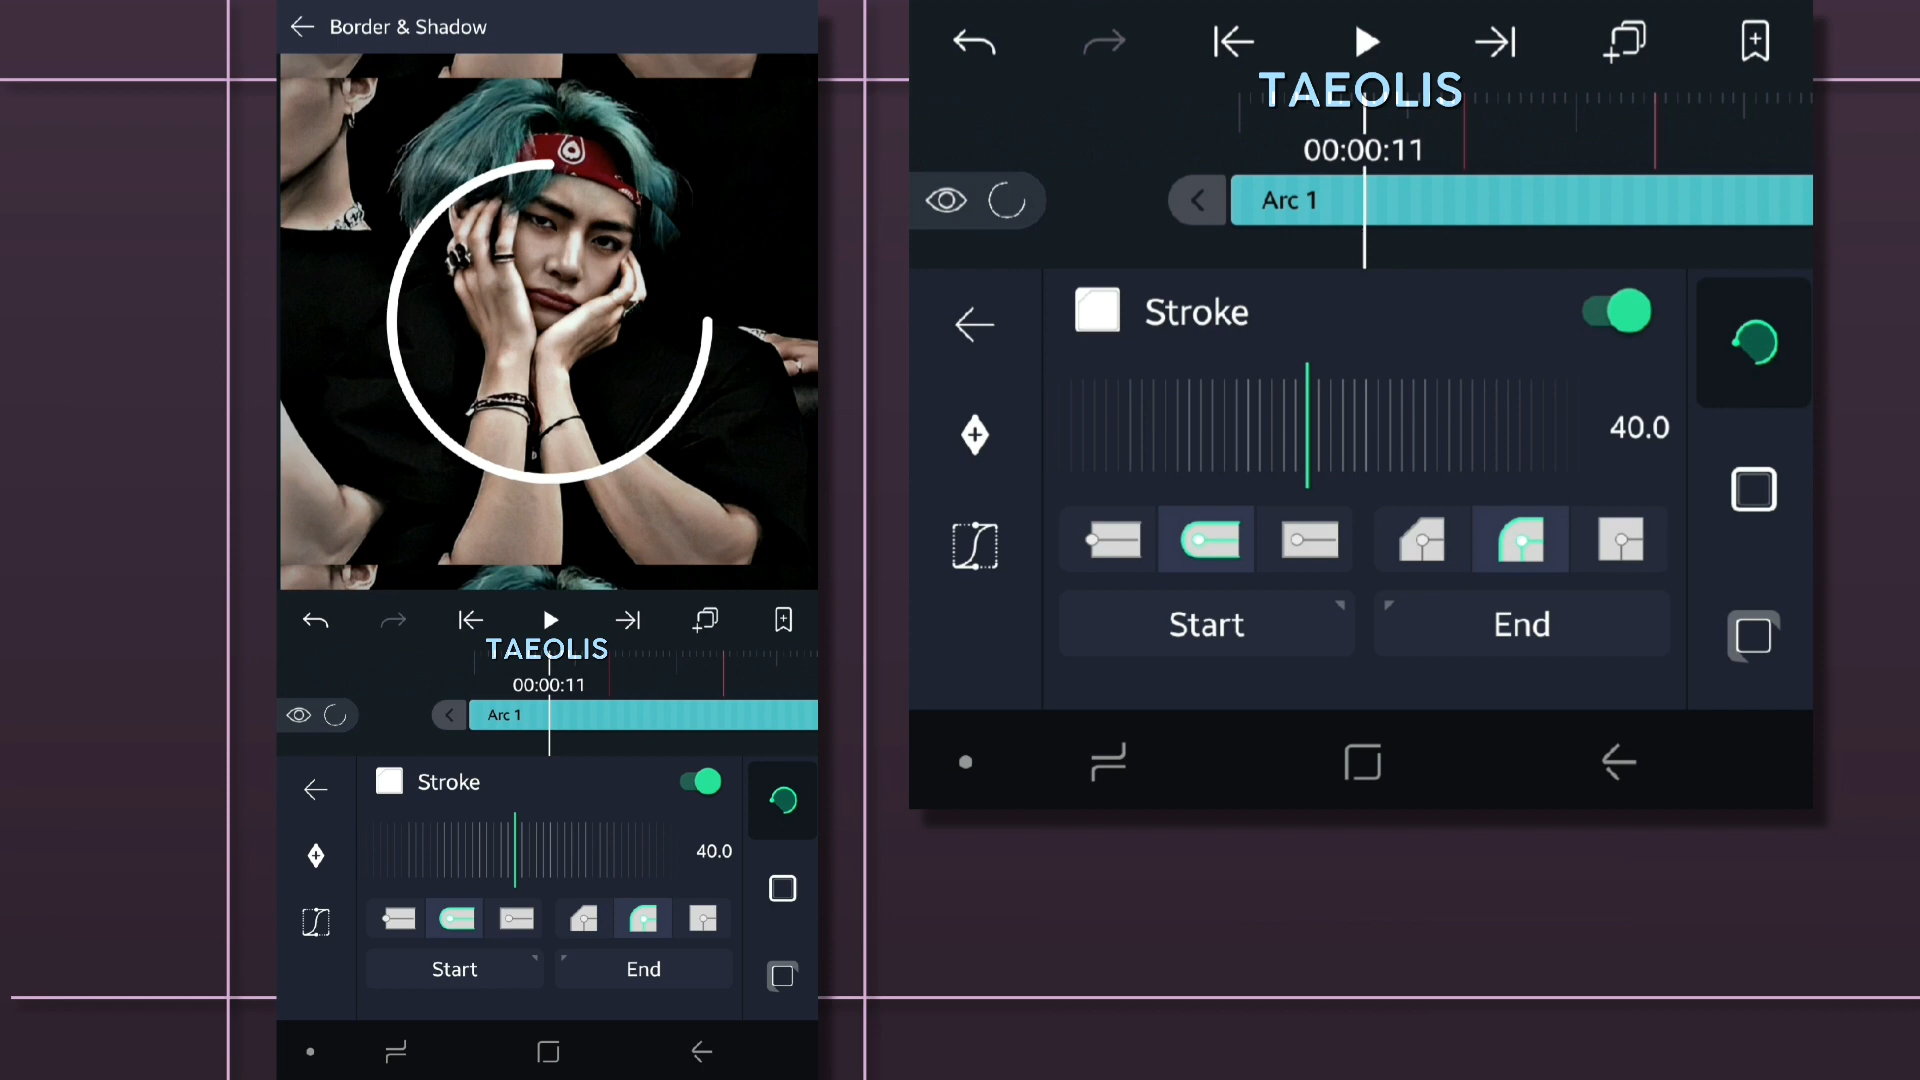 Border & Shadow
TAEOLIS
00:00:11
Arc 1
Stroke
40.0
Start
End
TAEOLIS
00:00:11
Arc 1
Stroke
40.0
Start
End